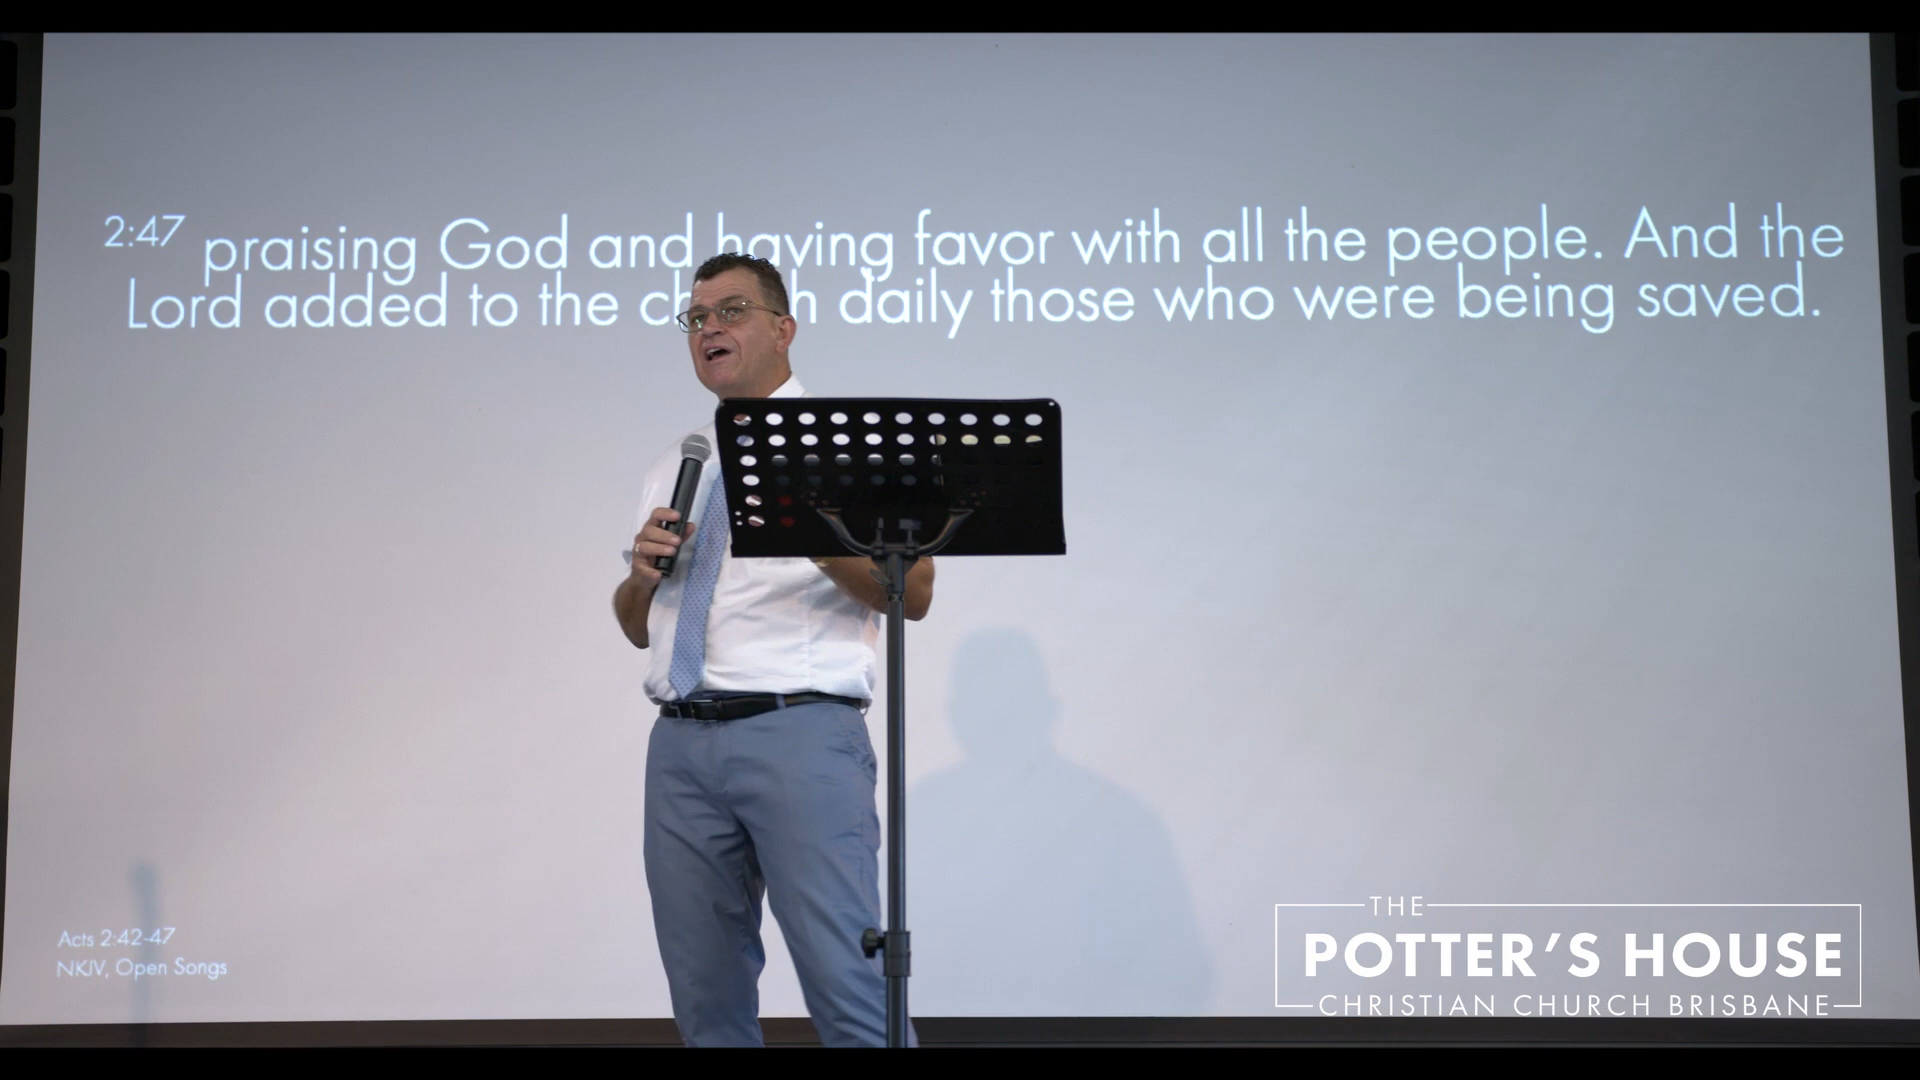 2:47 praising God and having favor with all the people. And the
Lord added to the church daily those who were being saved.
Acts 2:42-47
NKJV, Open Songs
THE
POTTER'S HOUSE
CHRISTIAN CHURCH BRISBANE